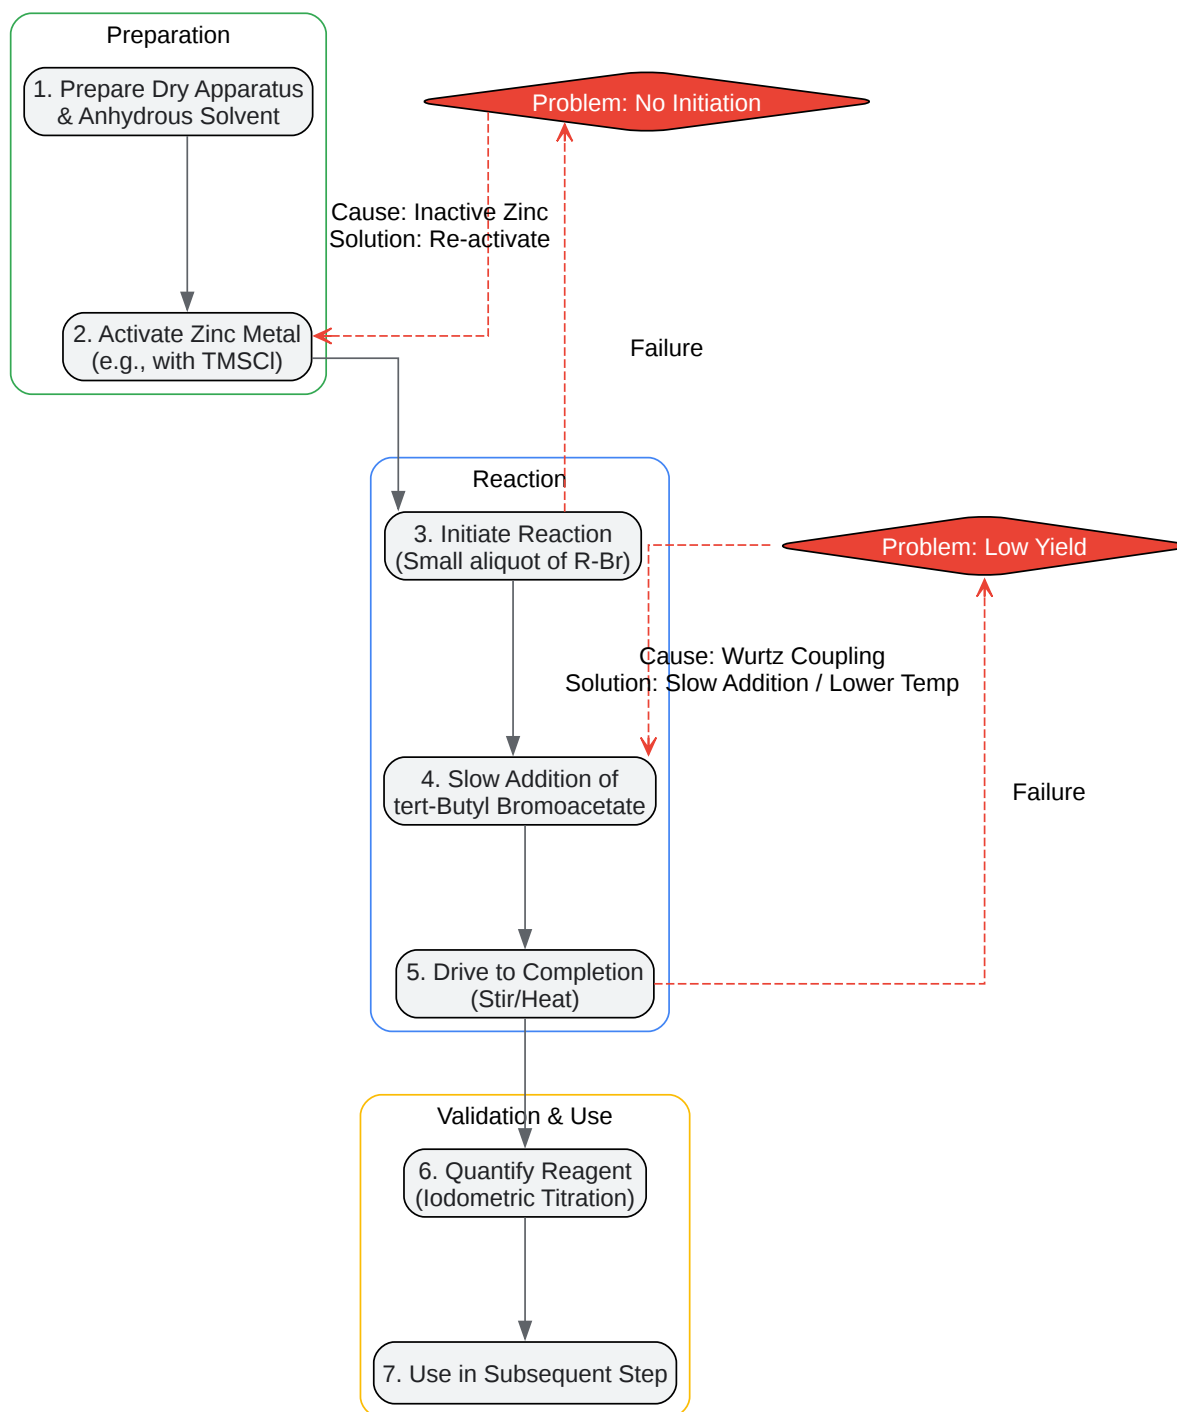 Preparation
1. Prepare Dry Apparatus
& Anhydrous Solvent
Problem: No Initiation
Cause: Inactive Zinc
Solution: Re-activate
2. Activate Zinc Metal
(e.g., with TMSCl)
Failure
Reaction
3. Initiate Reaction
(Small aliquot of R-Br)
Problem: Low Yield
Cause: Wurtz Coupling
Solution: Slow Addition / Lower Temp
4. Slow Addition of
tert-Butyl Bromoacetate
Failure
5. Drive to Completion
(Stir/Heat)
Validation & Use
6. Quantify Reagent
(Iodometric Titration)
7. Use in Subsequent Step